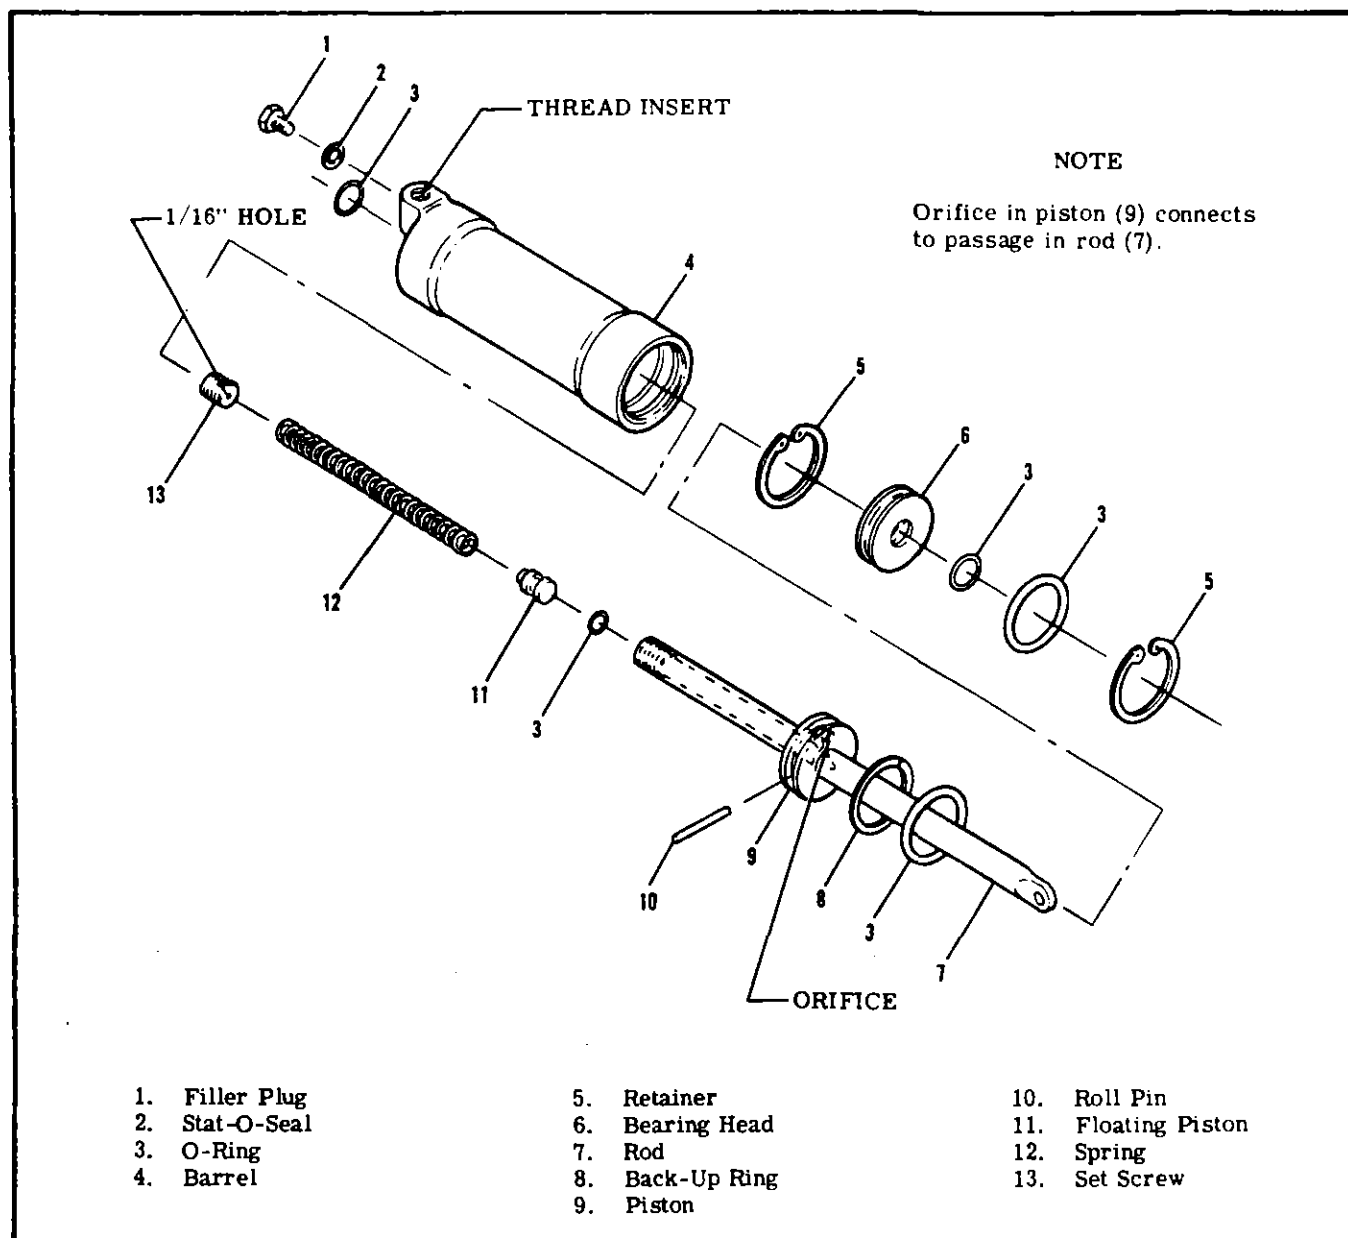 1
2
3
THREAD INSERT
NOTE
Orifice in piston (9) connects
to passage in rod (7).
1/16" HOLE
4
5
6
3
3
5
13
12
11
3
10
9
8
3
7
ORIFICE
1. Filler Plug
2. Stat-O-Seal
3. O-Ring
4. Barrel
5. Retainer
6. Bearing Head
7. Rod
8. Back-Up Ring
9. Piston
10. Roll Pin
11. Floating Piston
12. Spring
13. Set Screw